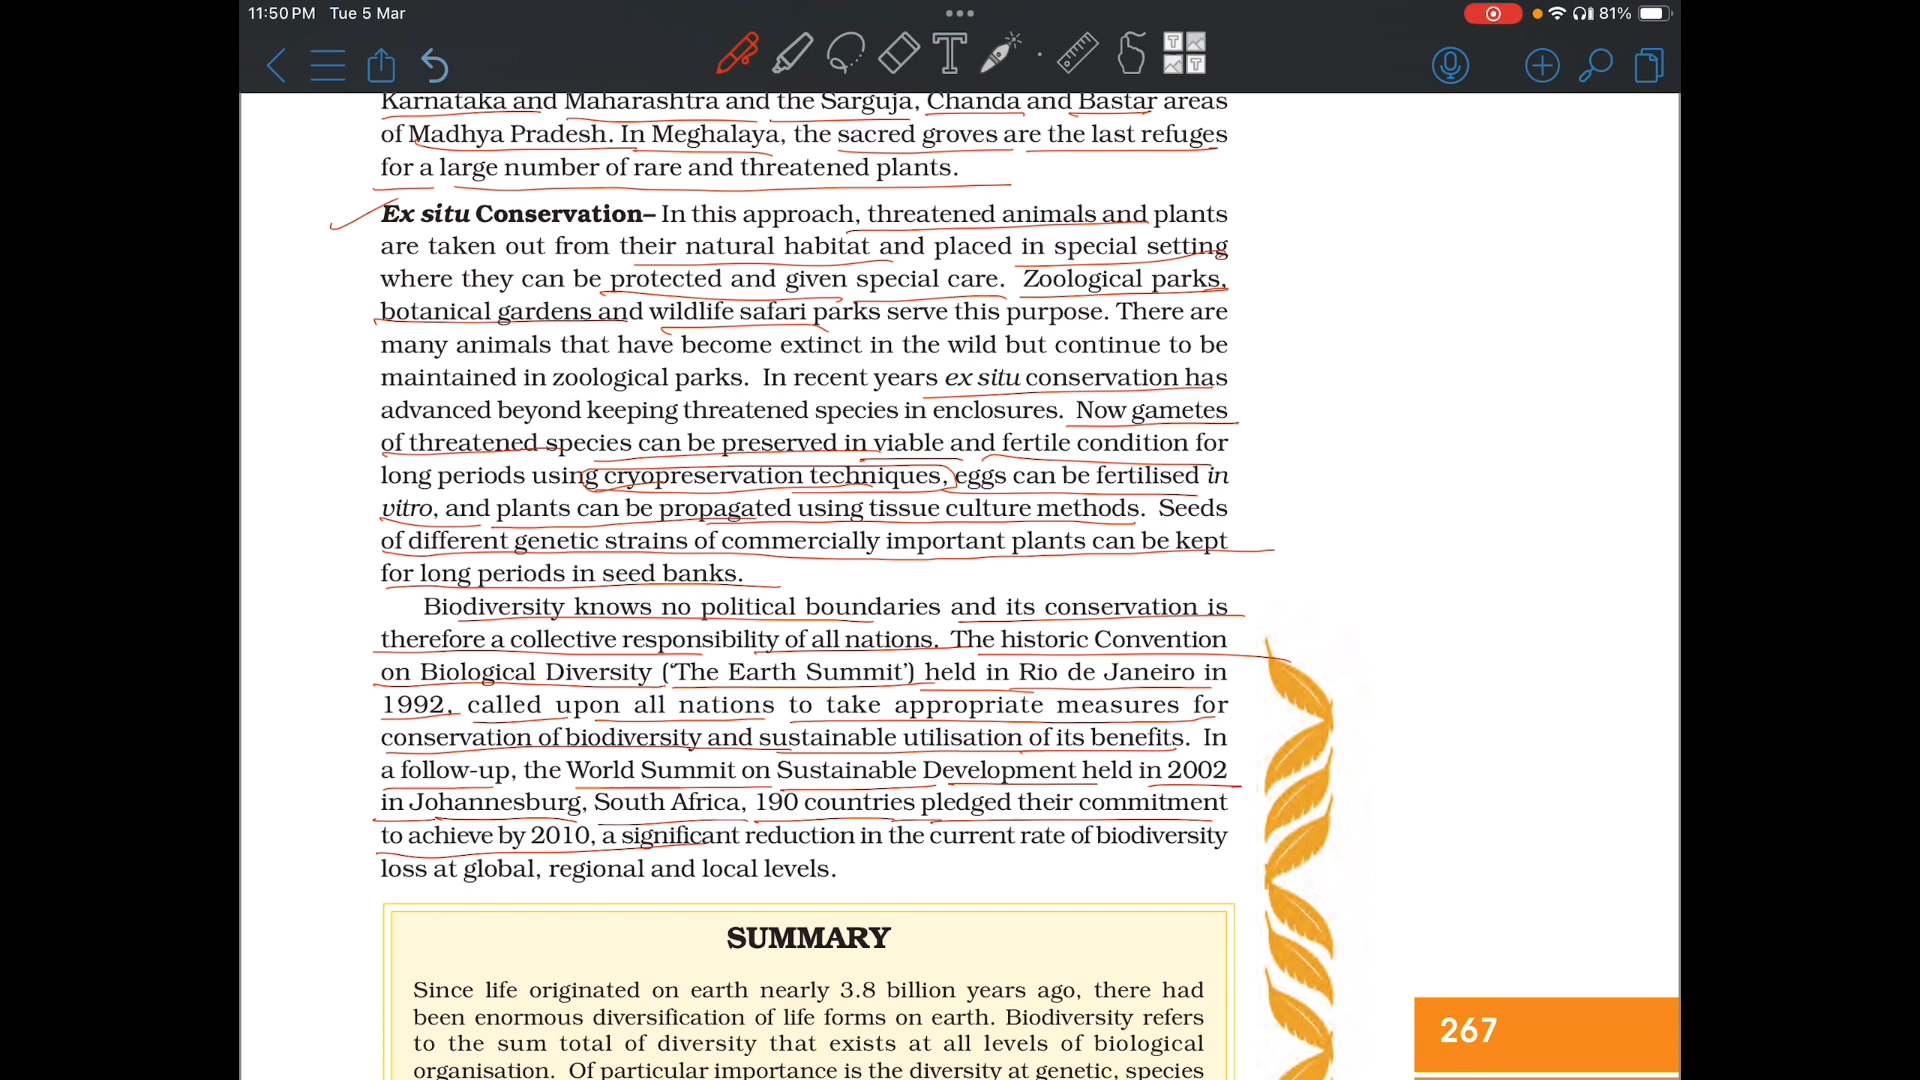 11:50 PM Tue 5 Mar
81%
Karnataka and Maharashtra and the Sarguja, Chanda and Bastar areas
of Madhya Pradesh. In Meghalaya, the sacred groves are the last refuges
for a large number of rare and threatened plants.
Ex situ Conservation– In this approach, threatened animals and plants
are taken out from their natural habitat and placed in special setting
where they can be protected and given special care. Zoological parks,
botanical gardens and wildlife safari parks serve this purpose. There are
many animals that have become extinct in the wild but continue to be
maintained in zoological parks. In recent years ex situ conservation has
advanced beyond keeping threatened species in enclosures. Now gametes
of threatened species can be preserved in viable and fertile condition for
long periods using cryopreservation techniques, eggs can be fertilised in
vitro, and plants can be propagated using tissue culture methods. Seeds
of different genetic strains of commercially important plants can be kept
for long periods in seed banks.
Biodiversity knows no political boundaries and its conservation is
therefore a collective responsibility of all nations. The historic Convention
on Biological Diversity (‘The Earth Summit’) held in Rio de Janeiro in
1992, called upon all nations to take appropriate measures for
conservation of biodiversity and sustainable utilisation of its benefits. In
a follow-up, the World Summit on Sustainable Development held in 2002
in Johannesburg, South Africa, 190 countries pledged their commitment
to achieve by 2010, a significant reduction in the current rate of biodiversity
loss at global, regional and local levels.
SUMMARY
Since life originated on earth nearly 3.8 billion years ago, there had
been enormous diversification of life forms on earth. Biodiversity refers
to the sum total of diversity that exists at all levels of biological
organisation. Of particular importance is the diversity at genetic, species
267